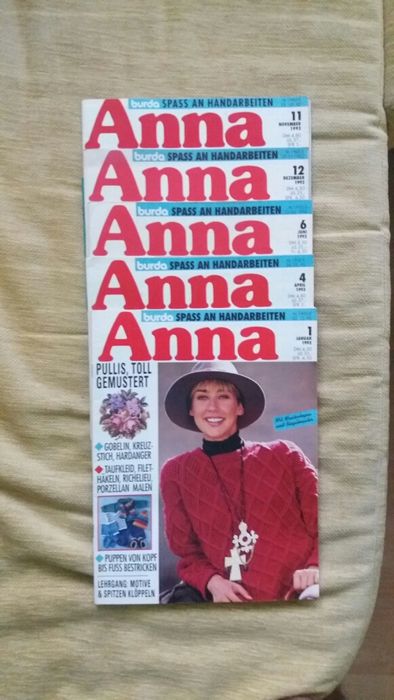 burda SPASS AN HANDARBEITEN
Anna
11
NOVEMBER
1992
burda SPASS AN HANDARBEITEN
Anna
12
DEZEMBER
1992
burda SPASS AN HANDARBEITEN
Anna
6
JUNI
1992
burda SPASS AN HANDARBEITEN
Anna
4
APRIL
1992
burda SPASS AN HANDARBEITEN
Anna
1
JANUAR
1992
PULLIS, TOLL
GEMUSTERT
GOBELIN, KREUZ-
STICH, HARDANGER
TAUFKLEID, FILET-
HÄKELN, RICHELIEU,
PORZELLAN MALEN
PUPPEN VON KOPF
BIS FUSS BESTRICKEN
LEHRGANG: MOTIVE
& SPITZEN KLÖPPELN